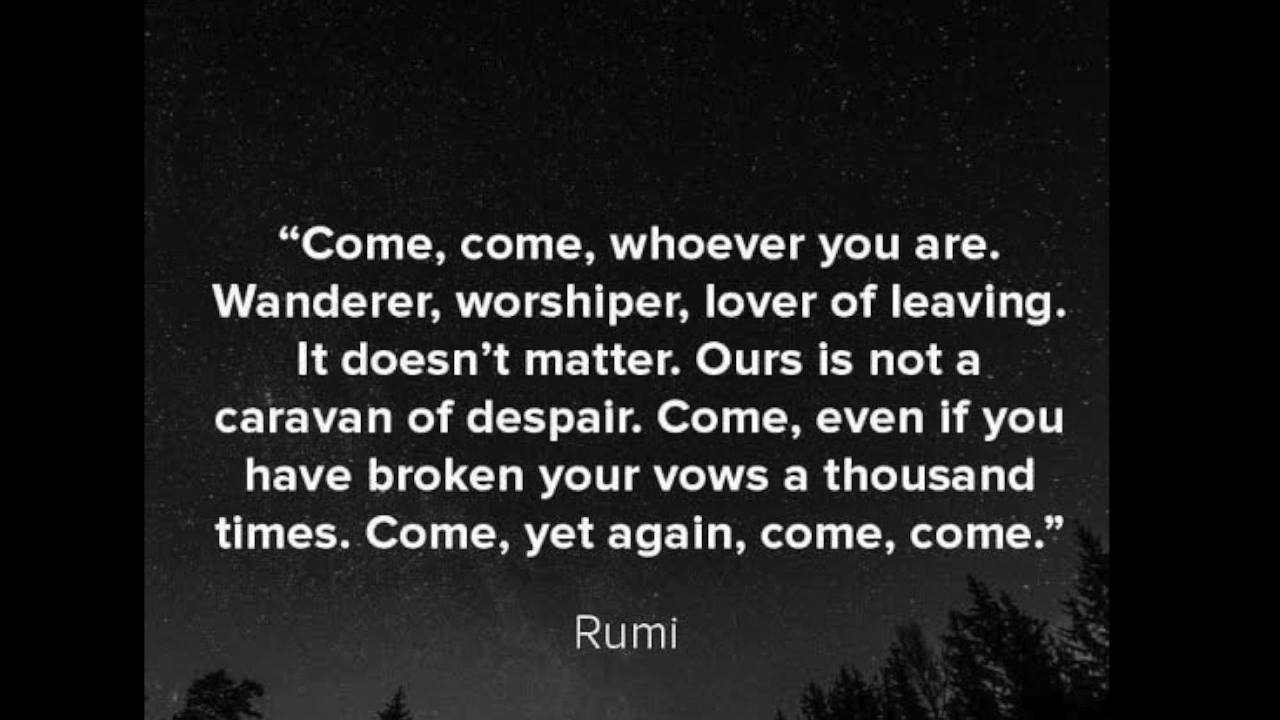 “Come, come, whoever you are.
Wanderer, worshiper, lover of leaving.
It doesn’t matter. Ours is not a
caravan of despair. Come, even if you
have broken your vows a thousand
times. Come, yet again, come, come.”
Rumi